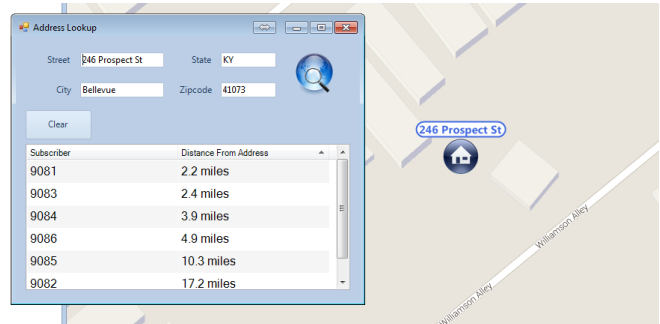 Address Lookup
Street 246 Prospect St State KY
City Bellevue Zipcode 41073
Clear
Subscriber Distance From Address
9081 2.2 miles
9083 2.4 miles
9084 3.9 miles
9086 4.9 miles
9085 10.3 miles
9082 17.2 miles
246 Prospect St
Williamson Alley
Williamson Alley